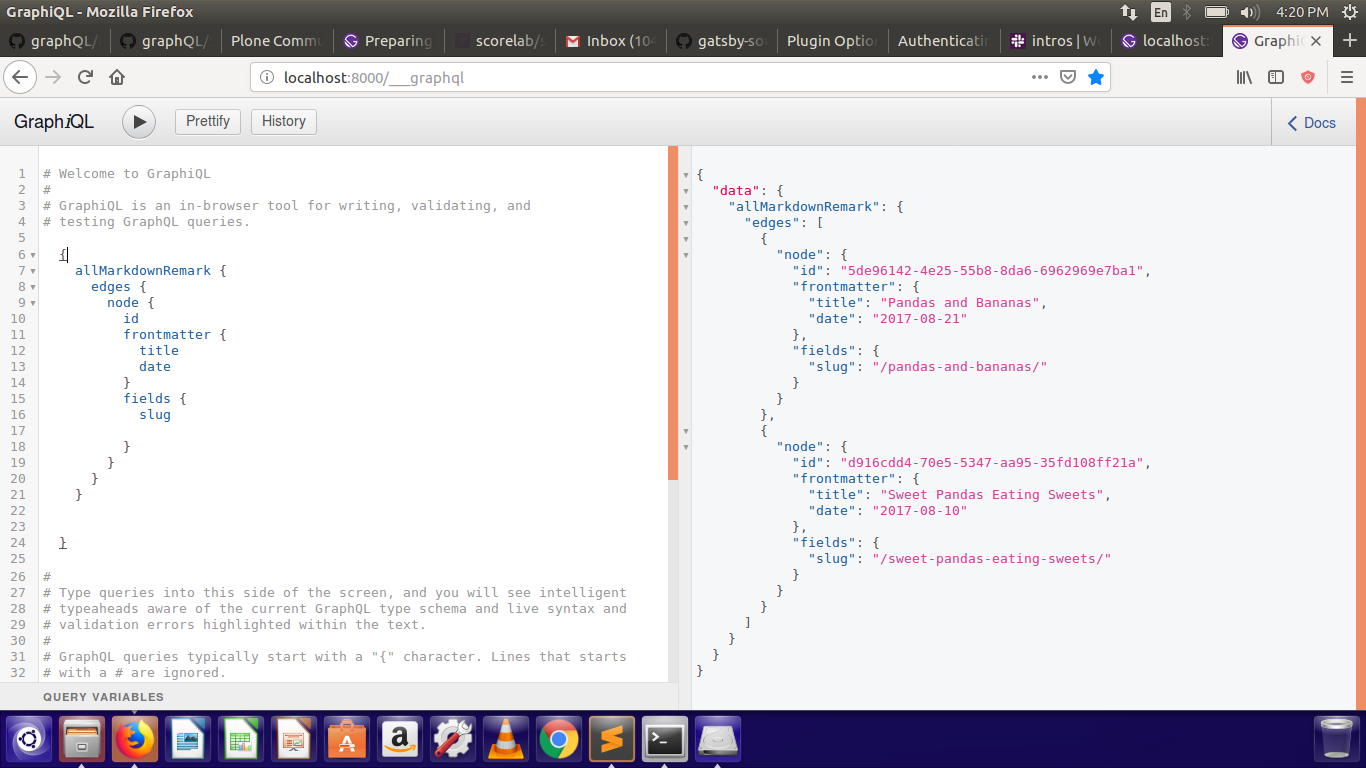 GraphiQL - Mozilla Firefox
En
4:20 PM
graphQL/
graphQL/
Plone Commu
Preparing
scorelab/s
Inbox (104
gatsby-sou
Plugin Optio
Authenticatin
intros | W
localhost:
GraphiQ
localhost:8000/___graphql
GraphiQL
Prettify
History
Docs
1 # Welcome to GraphiQL
2 #
3 # GraphiQL is an in-browser tool for writing, validating, and
4 # testing GraphQL queries.
5
6 {
7 allMarkdownRemark {
8 edges {
9 node {
10 id
11 frontmatter {
12 title
13 date
14 }
15 fields {
16 slug
17
18 }
19 }
20 }
21 }
22
23
24 }
25
26 #
27 # Type queries into this side of the screen, and you will see intelligent
28 # typeaheads aware of the current GraphQL type schema and live syntax and
29 # validation errors highlighted within the text.
30 #
31 # GraphQL queries typically start with a "{" character. Lines that starts
32 # with a # are ignored.
QUERY VARIABLES
{
"data": {
"allMarkdownRemark": {
"edges": [
{
"node": {
"id": "5de96142-4e25-55b8-8da6-6962969e7ba1",
"frontmatter": {
"title": "Pandas and Bananas",
"date": "2017-08-21"
},
"fields": {
"slug": "/pandas-and-bananas/"
}
}
},
{
"node": {
"id": "d916cdd4-70e5-5347-aa95-35fd108ff21a",
"frontmatter": {
"title": "Sweet Pandas Eating Sweets",
"date": "2017-08-10"
},
"fields": {
"slug": "/sweet-pandas-eating-sweets/"
}
}
}
]
}
}
}